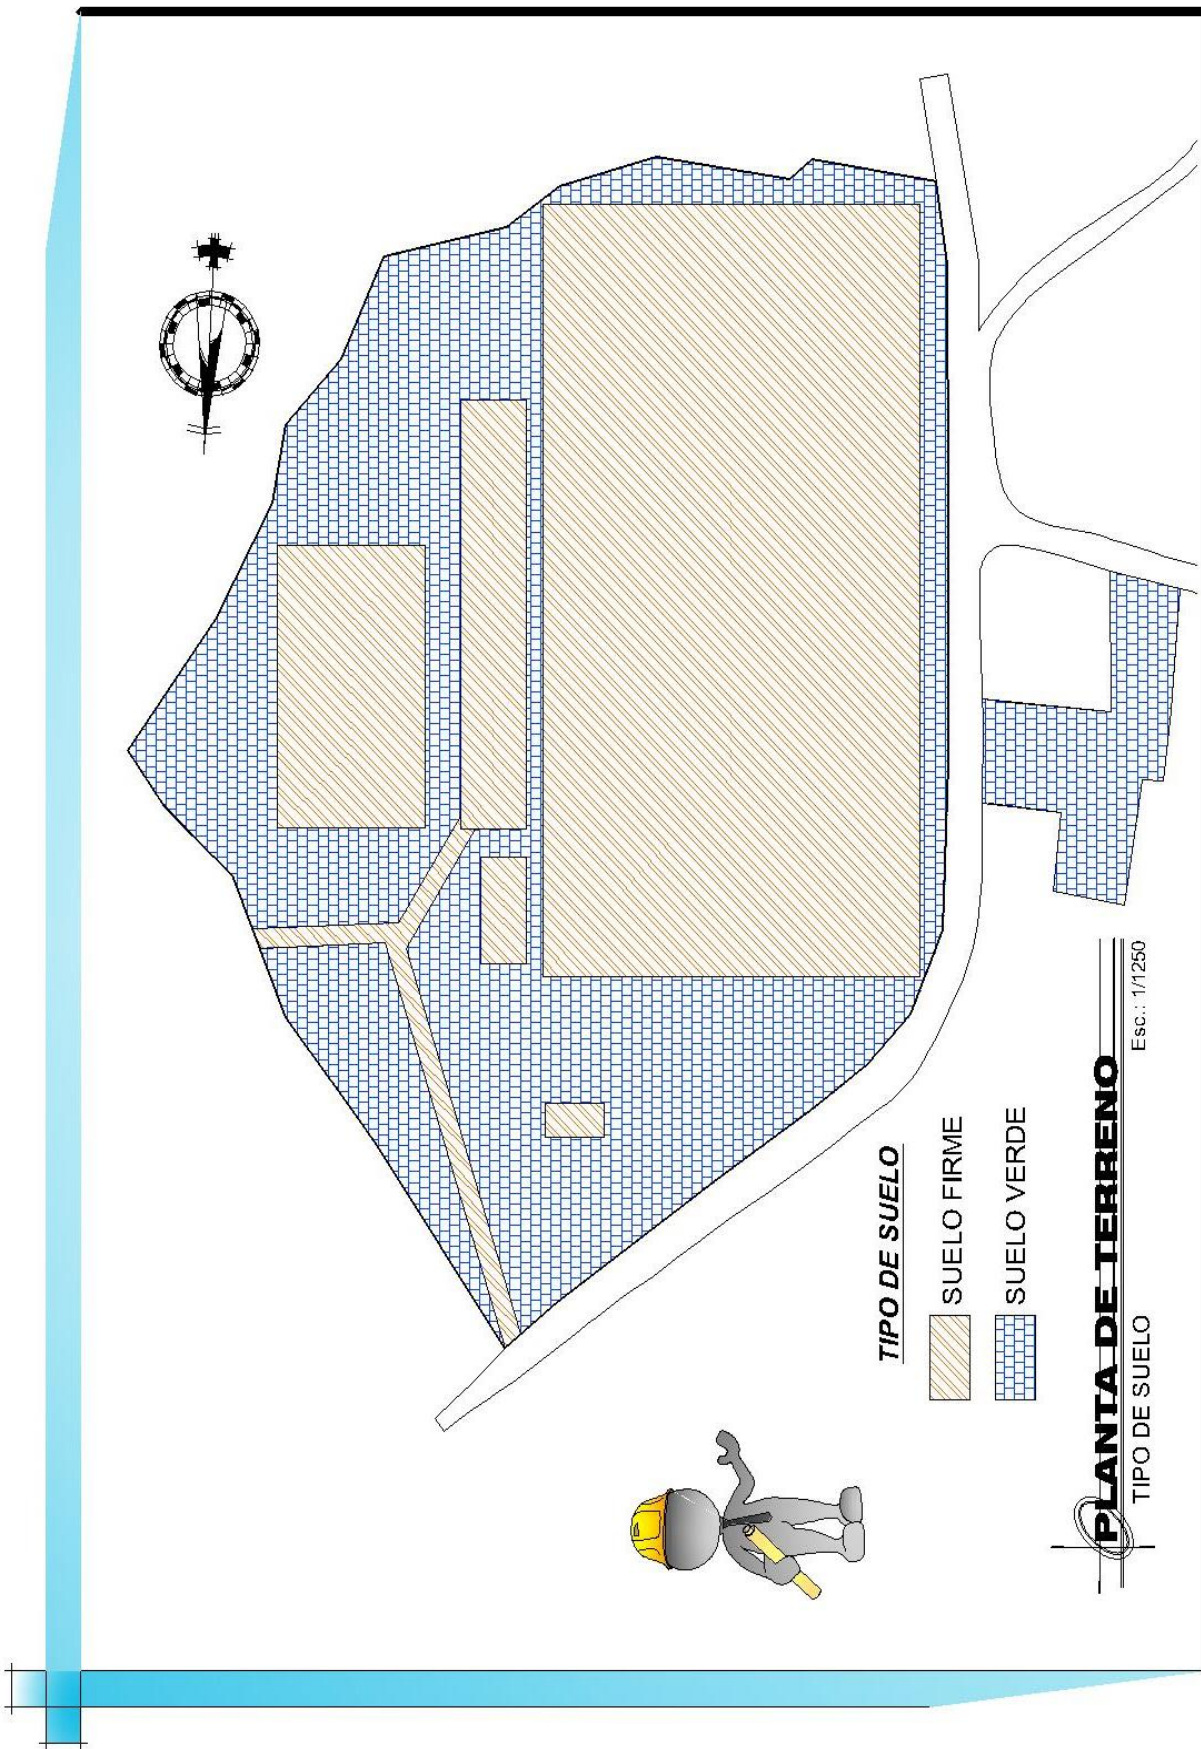 TIPO DE SUELO
SUELO FIRME
SUELO VERDE
PLANTA DE TERRENO
TIPO DE SUELO
Esc.: 1/1250